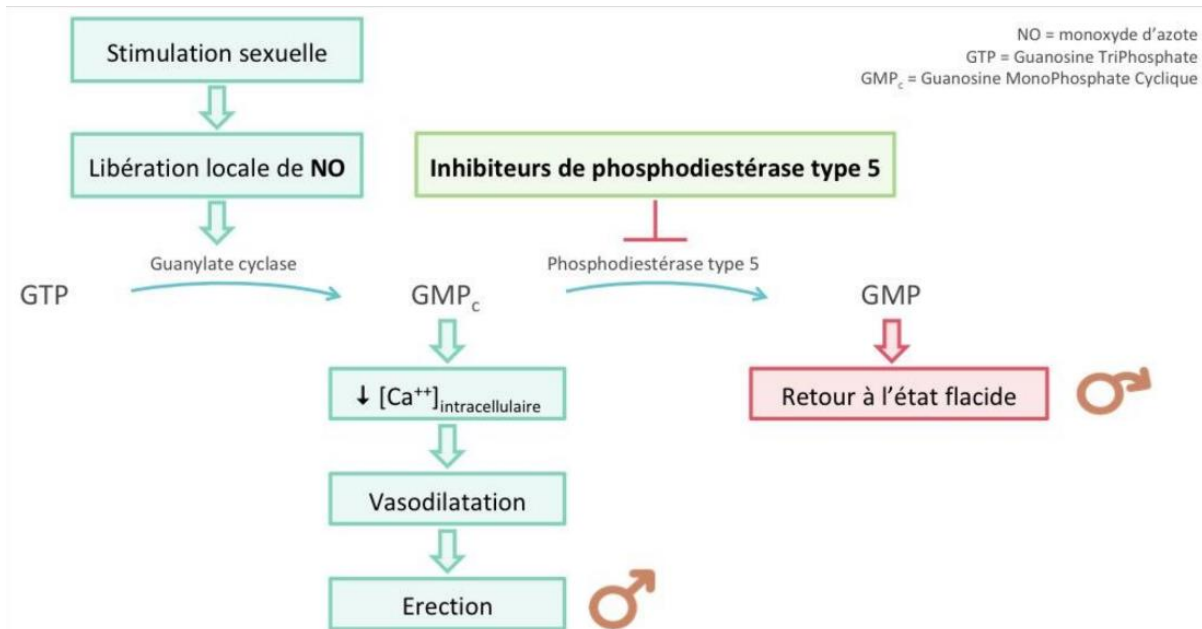 Stimulation sexuelle
NO = monoxyde d'azote
GTP = Guanosine TriPhosphate
GMPc = Guanosine MonoPhosphate Cyclique
Libération locale de NO
Inhibiteurs de phosphodiestérase type 5
Guanylate cyclase
Phosphodiestérase type 5
GTP
GMPc
GMP
↓ [Ca++]intracellulaire
Retour à l'état flacide
Vasodilatation
Erection